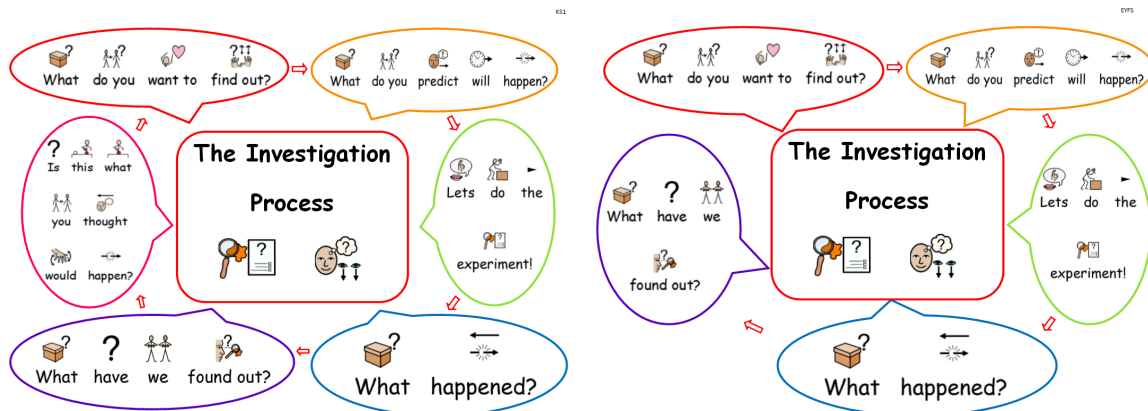 KS1
What do you want to find out?
What do you predict will happen?
The Investigation
Process
Lets do the
experiment!
What happened?
What have we found out?
? Is this what
you thought
would happen?
EYFS
What do you want to find out?
What do you predict will happen?
The Investigation
Process
Lets do the
experiment!
What happened?
What have we
found out?